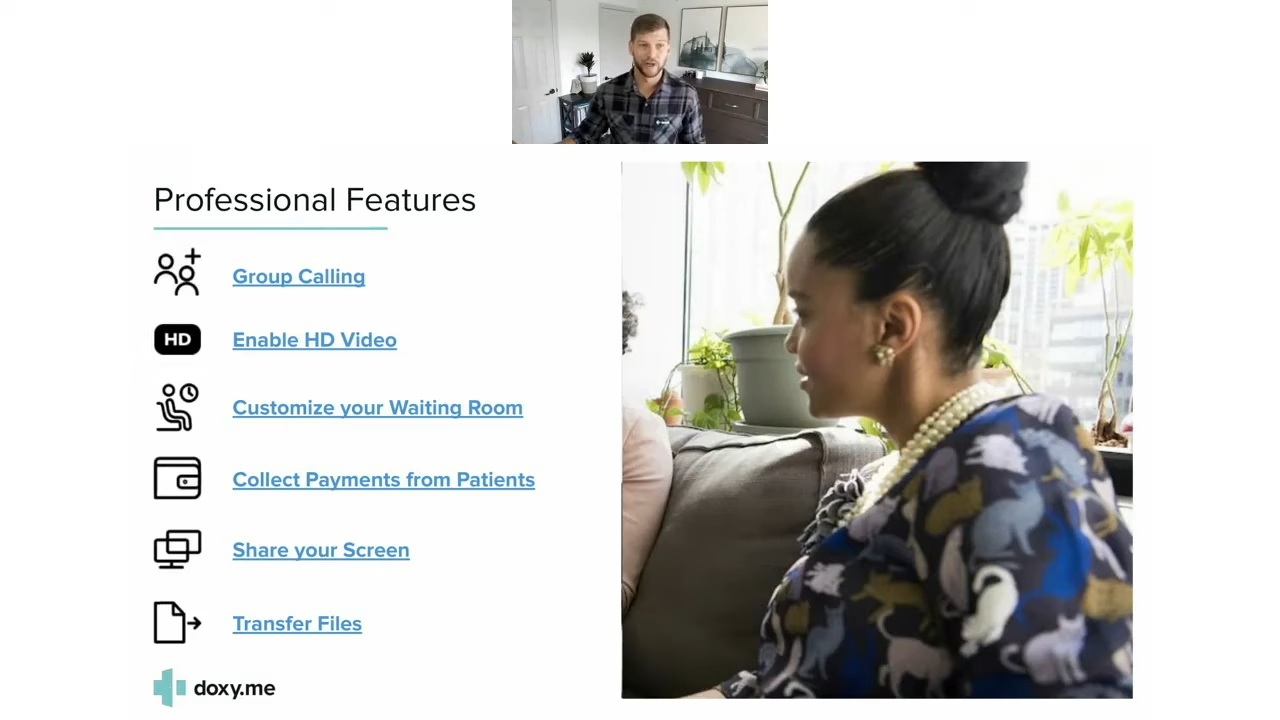 Professional Features
Group Calling
HD
Enable HD Video
Customize your Waiting Room
Collect Payments from Patients
Share your Screen
Transfer Files
doxy.me